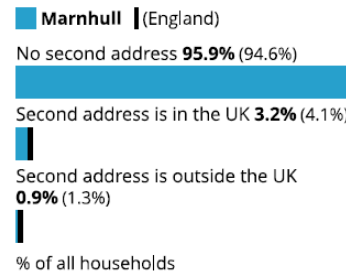 Marnhull (England)
No second address 95.9% (94.6%)
Second address is in the UK 3.2% (4.1%)
Second address is outside the UK
0.9% (1.3%)
% of all households